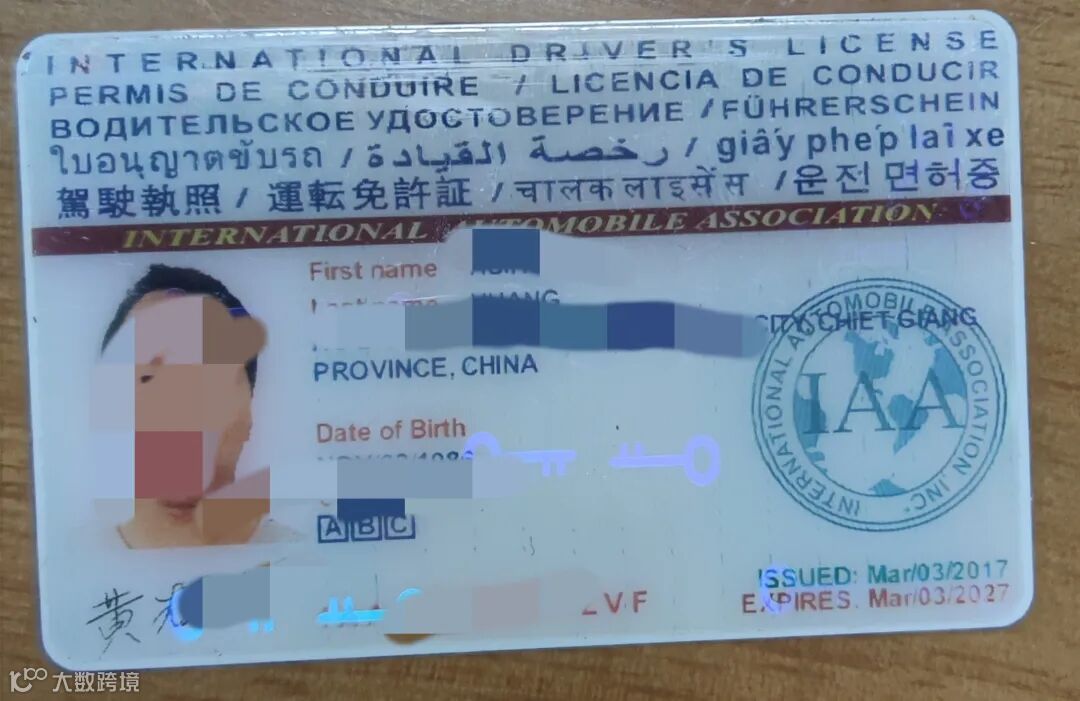 INTERNATIONAL DRIVER'S LICENSE
PERMIS DE CONDUIRE / LICENCIA DE CONDUCIR
ВОДИТЕЛЬСКОЕ УДОСТОВЕРЕНИЕ / FÜHRERSCHEIN
ใบอนุญาตขับรถ / رخصة القيادة / giấy phép lai xe
駕駛執照 / 運転免許証 / चालक लाइसेंस / 운전 면허증
INTERNATIONAL AUTOMOBILE ASSOCIATION
First name
CITY, CHIET GIANG
PROVINCE, CHINA
Date of Birth
A B C
INTERNATIONAL AUTOMOBILE ASSOCIATION, INC
IAA
黄
ZVF
ISSUED: Mar/03/2017
EXPIRES. Mar/03/2027
大数跨境